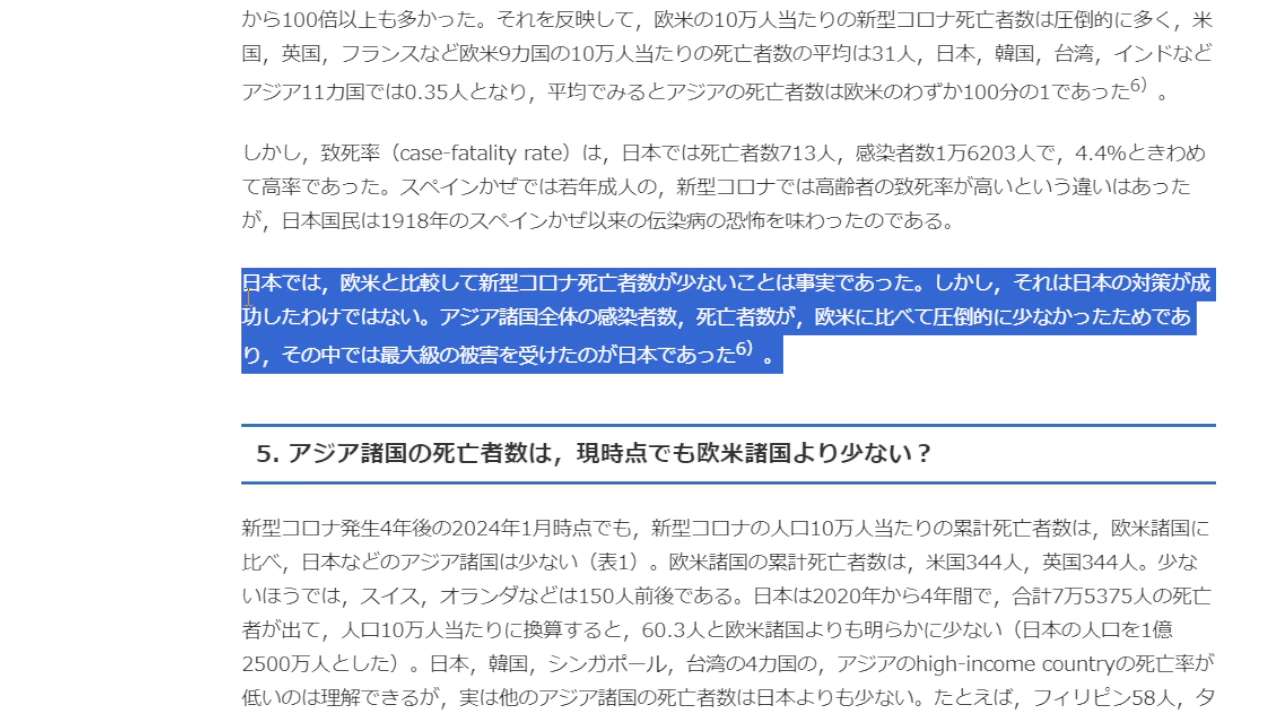 から100倍以上も多かった。それを反映して，欧米の10万人当たりの新型コロナ死亡者数は圧倒的に多く，米
国，英国，フランスなど欧米9カ国の10万人当たりの死亡者数の平均は31人，日本，韓国，台湾，インドなど
アジア11カ国では0.35人となり，平均でみるとアジアの死亡者数は欧米のわずか100分の1であった6）。
しかし，致死率（case-fatality rate）は，日本では死亡者数713人，感染者数1万6203人で，4.4%ときわめ
て高率であった。スペインかぜでは若年成人の，新型コロナでは高齢者の致死率が高いという違いはあった
が，日本国民は1918年のスペインかぜ以来の伝染病の恐怖を味わったのである。
日本では，欧米と比較して新型コロナ死亡者数が少ないことは事実であった。しかし，それは日本の対策が成
功したわけではない。アジア諸国全体の感染者数，死亡者数が，欧米に比べて圧倒的に少なかったためであ
り，その中では最大級の被害を受けたのが日本であった6）。
5. アジア諸国の死亡者数は，現時点でも欧米諸国より少ない？
新型コロナ発生4年後の2024年1月時点でも，新型コロナの人口10万人当たりの累計死亡者数は，欧米諸国に
比べ，日本などのアジア諸国は少ない（表1）。欧米諸国の累計死亡者数は，米国344人，英国344人。少な
いほうでは，スイス，オランダなどは150人前後である。日本は2020年から4年間で，合計7万5375人の死亡
者が出て，人口10万人当たりに換算すると，60.3人と欧米諸国よりも明らかに少ない（日本の人口を1億
2500万人とした）。日本，韓国，シンガポール，台湾の4カ国の，アジアのhigh-income countryの死亡率が
低いのは理解できるが，実は他のアジア諸国の死亡者数は日本よりも少ない。たとえば，フィリピン58人，タ